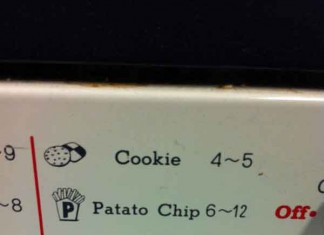 ~9 Cookie 4~5
~8 P Patato Chip 6~12 Off•